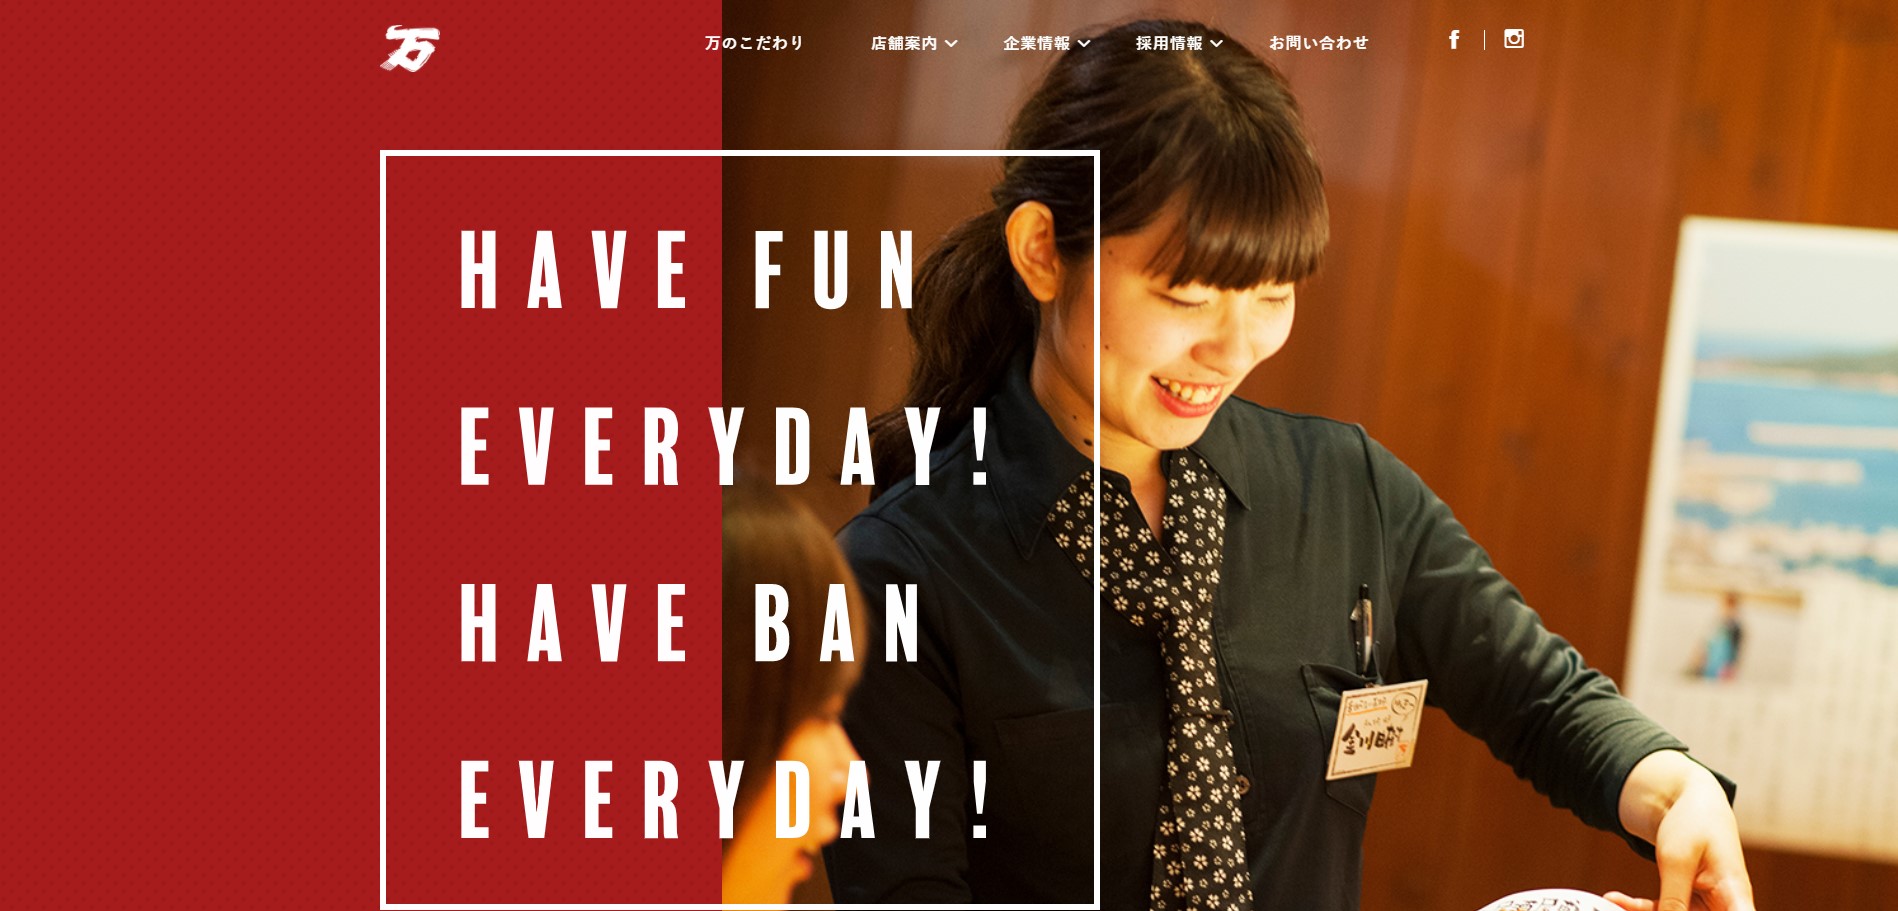 万
万のこだわり
店舗案内
企業情報
採用情報
お問い合わせ
HAVE FUN
EVERYDAY!
HAVE BAN
EVERYDAY!